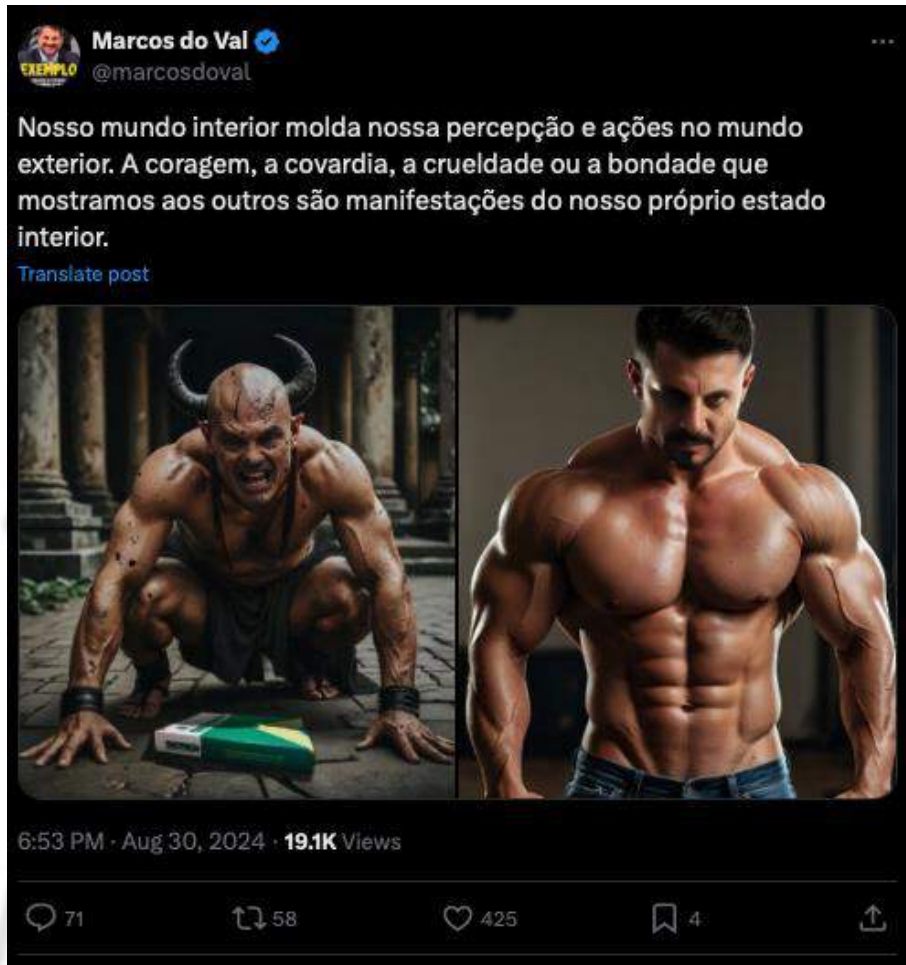 Marcos do Val
EXEMPLO
@marcosdoval
Nosso mundo interior molda nossa percepção e ações no mundo
exterior. A coragem, a covardia, a crueldade ou a bondade que
mostramos aos outros são manifestações do nosso próprio estado
interior.
Translate post
6:53 PM · Aug 30, 2024 · 19.1K Views
71 58 425 4